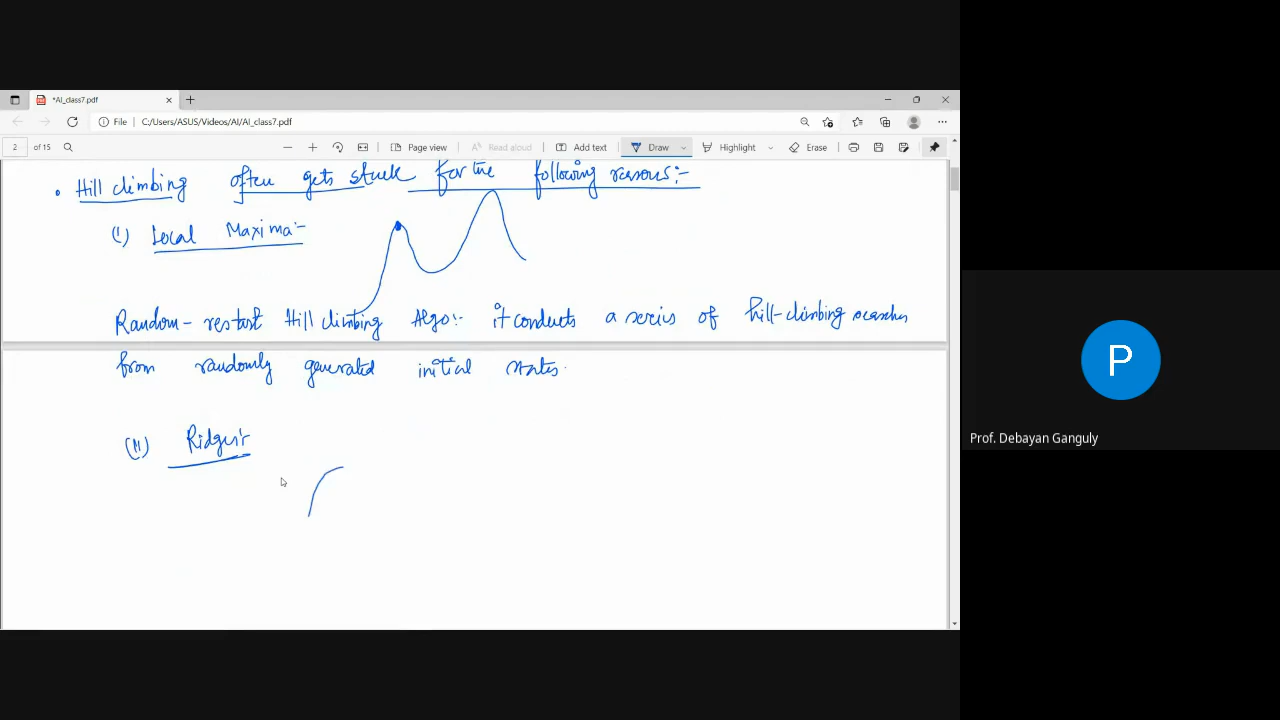 *AI_class7.pdf
File C:/Users/ASUS/Videos/AI/AI_class7.pdf
2 of 15 Page view Read aloud Add text Draw Highlight Erase
• Hill climbing often gets stuck for the following reasons:-
(I) Local Maxima:-
Random-restart Hill climbing Algo:- it conducts a series of hill-climbing searches
from randomly generated initial states.
(II) Ridges:-
P
Prof. Debayan Ganguly